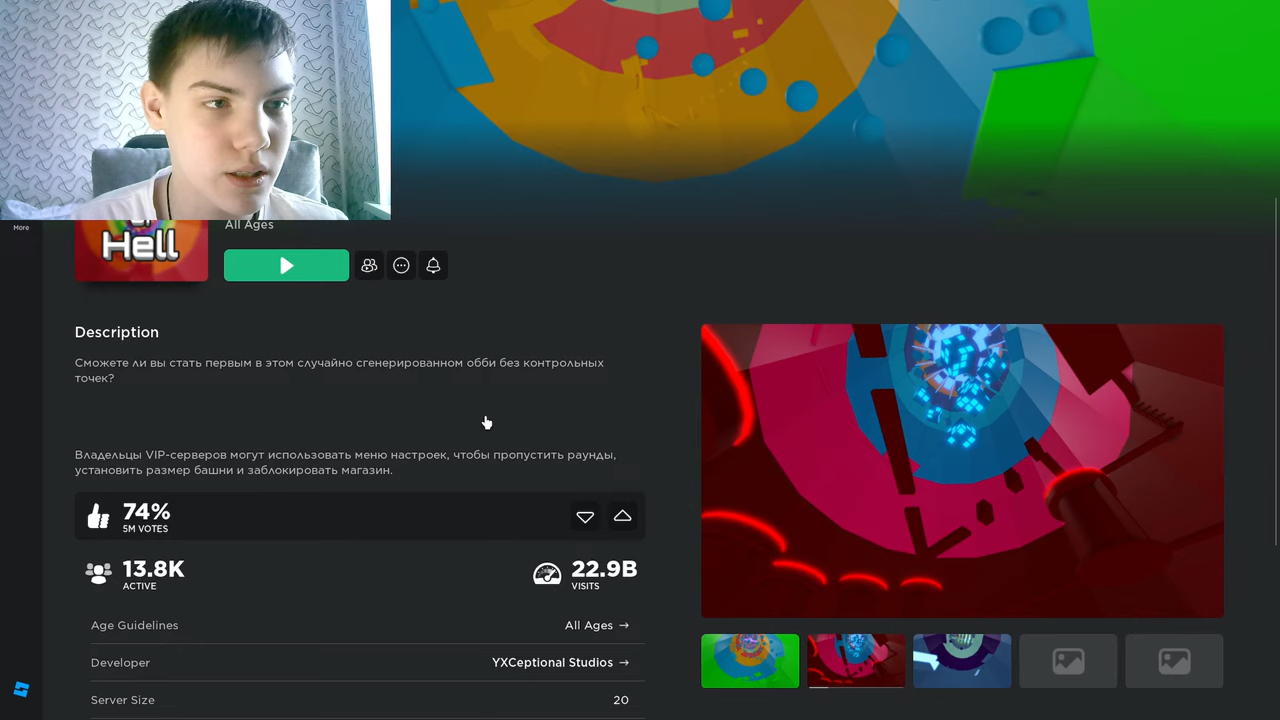 More
Hell
All Ages
Description
Сможете ли вы стать первым в этом случайно сгенерированном обби без контрольных
точек?
Владельцы VIP-серверов могут использовать меню настроек, чтобы пропустить раунды,
установить размер башни и заблокировать магазин.
74%
5M VOTES
13.8K
ACTIVE
22.9B
VISITS
Age Guidelines
All Ages →
Developer
YXCeptional Studios →
Server Size
20